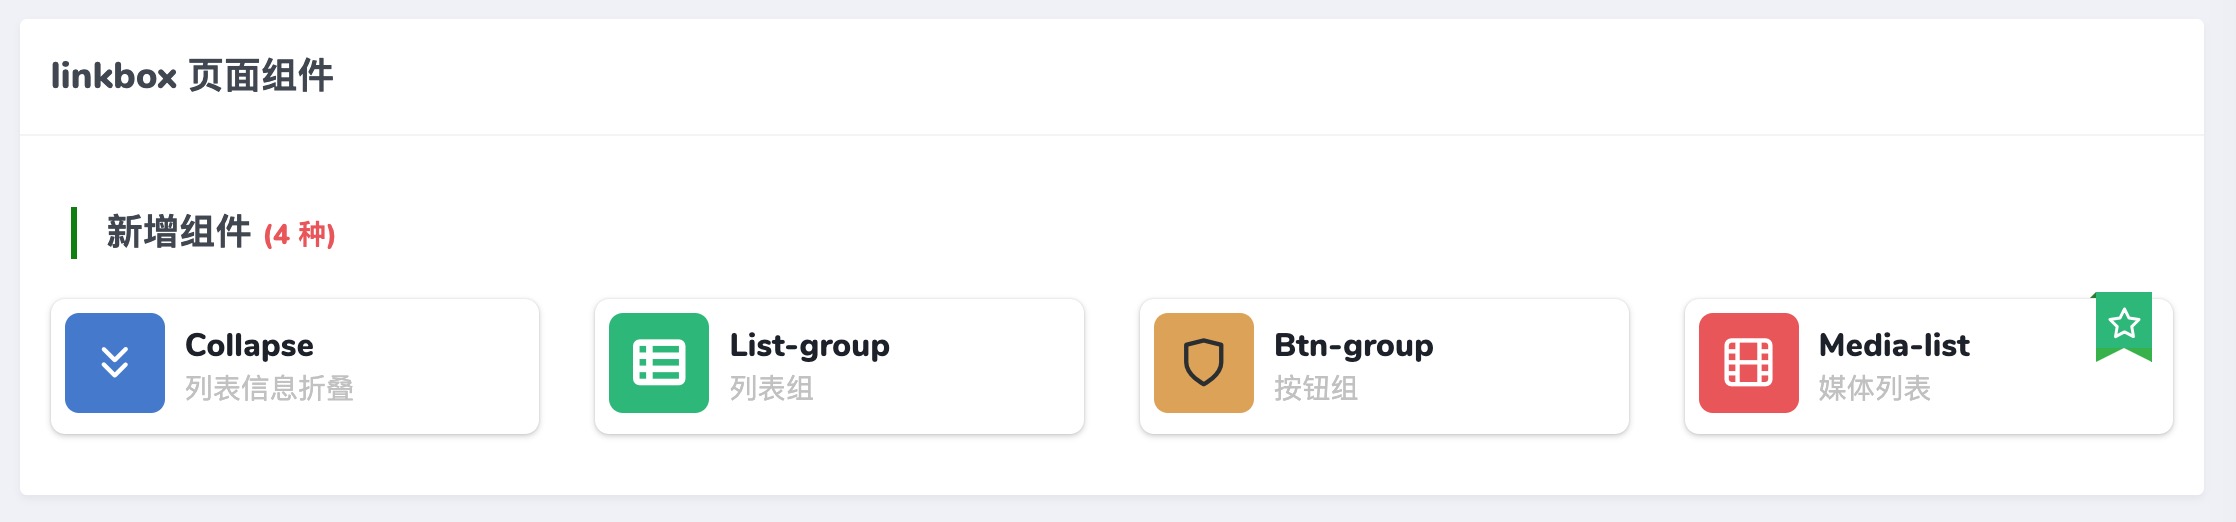 linkbox 页面组件
新增组件 (4 种)
Collapse
列表信息折叠
List-group
列表组
Btn-group
按钮组
Media-list
媒体列表